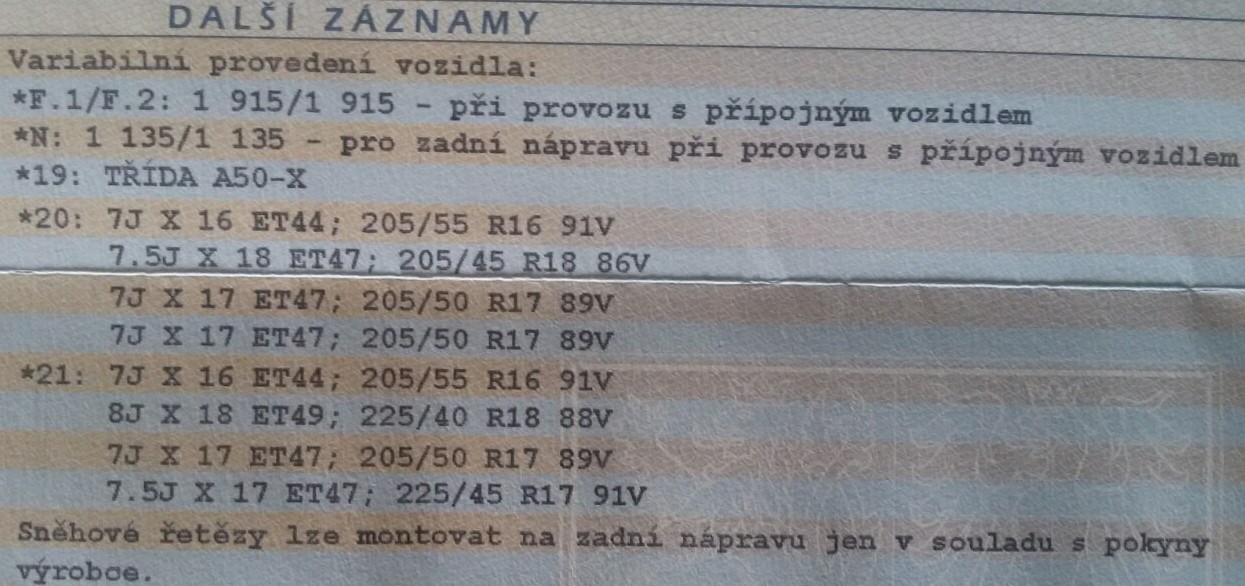 DALŠÍ ZÁZNAMY
Variabilní provedení vozidla:
*F.1/F.2: 1 915/1 915 - při provozu s přípojným vozidlem
*N: 1 135/1 135 - pro zadní nápravu při provozu s přípojným vozidlem
*19: TŘÍDA A50-X
*20: 7J X 16 ET44; 205/55 R16 91V
7.5J X 18 ET47; 205/45 R18 86V
7J X 17 ET47; 205/50 R17 89V
7J X 17 ET47; 205/50 R17 89V
*21: 7J X 16 ET44; 205/55 R16 91V
8J X 18 ET49; 225/40 R18 88V
7J X 17 ET47; 205/50 R17 89V
7.5J X 17 ET47; 225/45 R17 91V
Sněhové řetězy lze montovat na zadní nápravu jen v souladu s pokyny
výrobce.